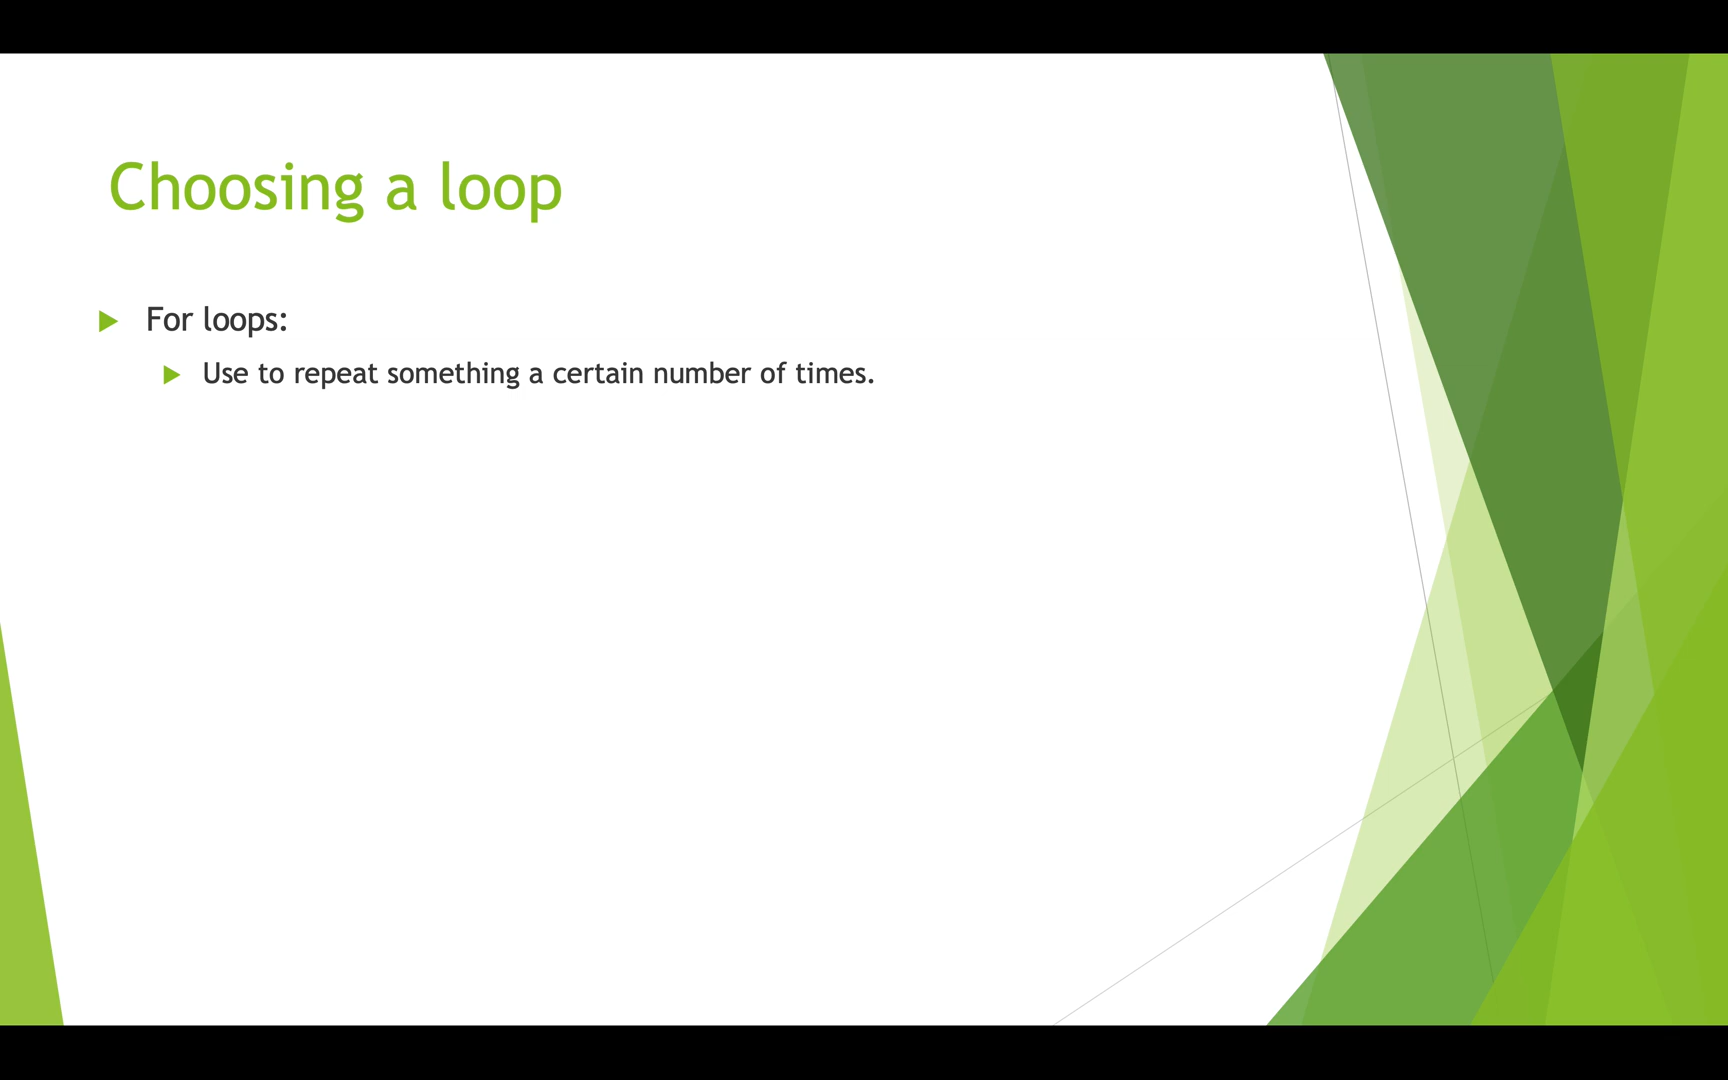 Choosing a loop
For loops:
Use to repeat something a certain number of times.